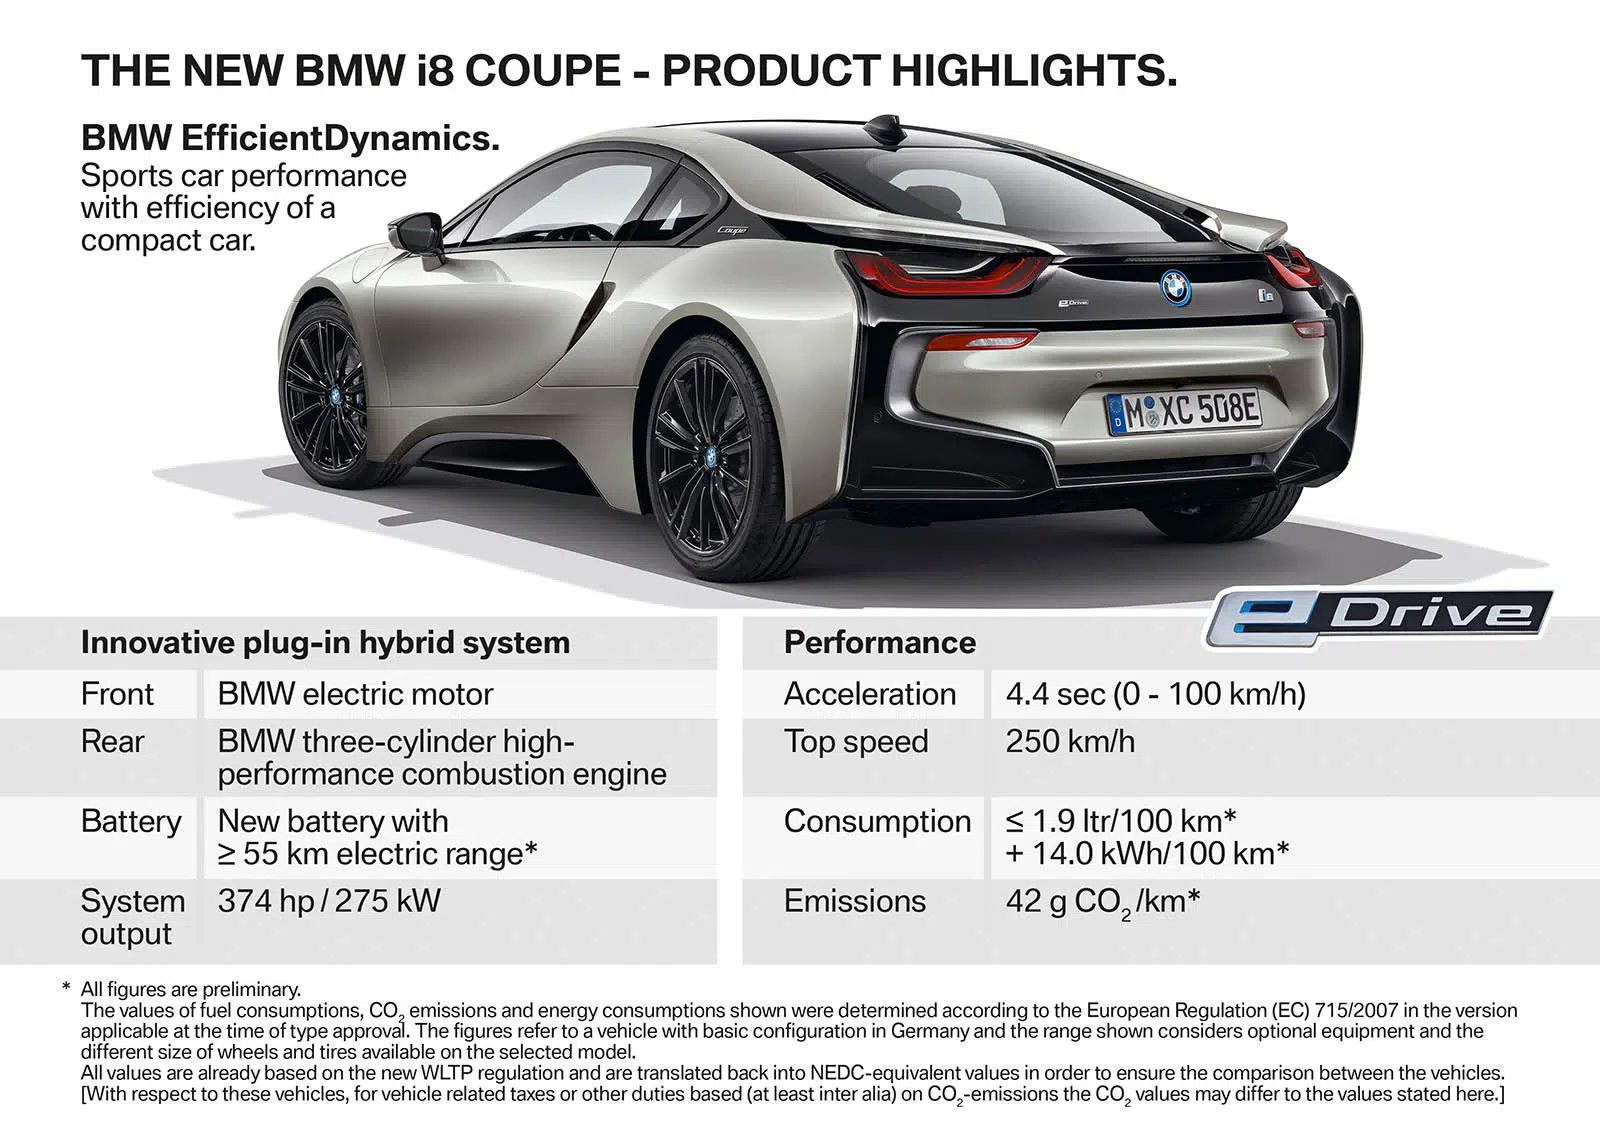 THE NEW BMW i8 COUPE - PRODUCT HIGHLIGHTS.
BMW EfficientDynamics.
Sports car performance
with efficiency of a
compact car.
Coupe
eDrive
i8
D
M XC 508E
eDrive
Innovative plug-in hybrid system
Front BMW electric motor
Rear BMW three-cylinder high-
performance combustion engine
Battery New battery with
≥ 55 km electric range*
System 374 hp / 275 kW
output
Performance
Acceleration 4.4 sec (0 - 100 km/h)
Top speed 250 km/h
Consumption ≤ 1.9 ltr/100 km*
+ 14.0 kWh/100 km*
Emissions 42 g CO₂/km*
* All figures are preliminary.
The values of fuel consumptions, CO₂ emissions and energy consumptions shown were determined according to the European Regulation (EC) 715/2007 in the version
applicable at the time of type approval. The figures refer to a vehicle with basic configuration in Germany and the range shown considers optional equipment and the
different size of wheels and tires available on the selected model.
All values are already based on the new WLTP regulation and are translated back into NEDC-equivalent values in order to ensure the comparison between the vehicles.
[With respect to these vehicles, for vehicle related taxes or other duties based (at least inter alia) on CO₂-emissions the CO₂ values may differ to the values stated here.]